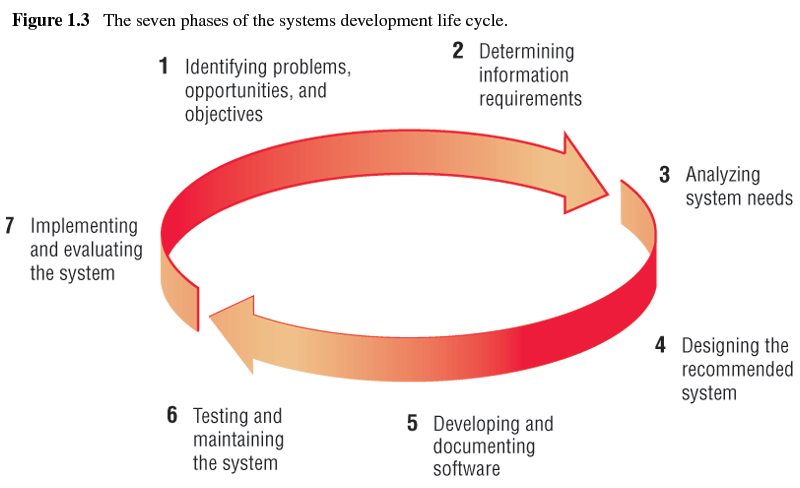 Figure 1.3 The seven phases of the systems development life cycle.
1 Identifying problems,
opportunities, and
objectives
2 Determining
information
requirements
3 Analyzing
system needs
4 Designing the
recommended
system
5 Developing and
documenting
software
6 Testing and
maintaining
the system
7 Implementing
and evaluating
the system